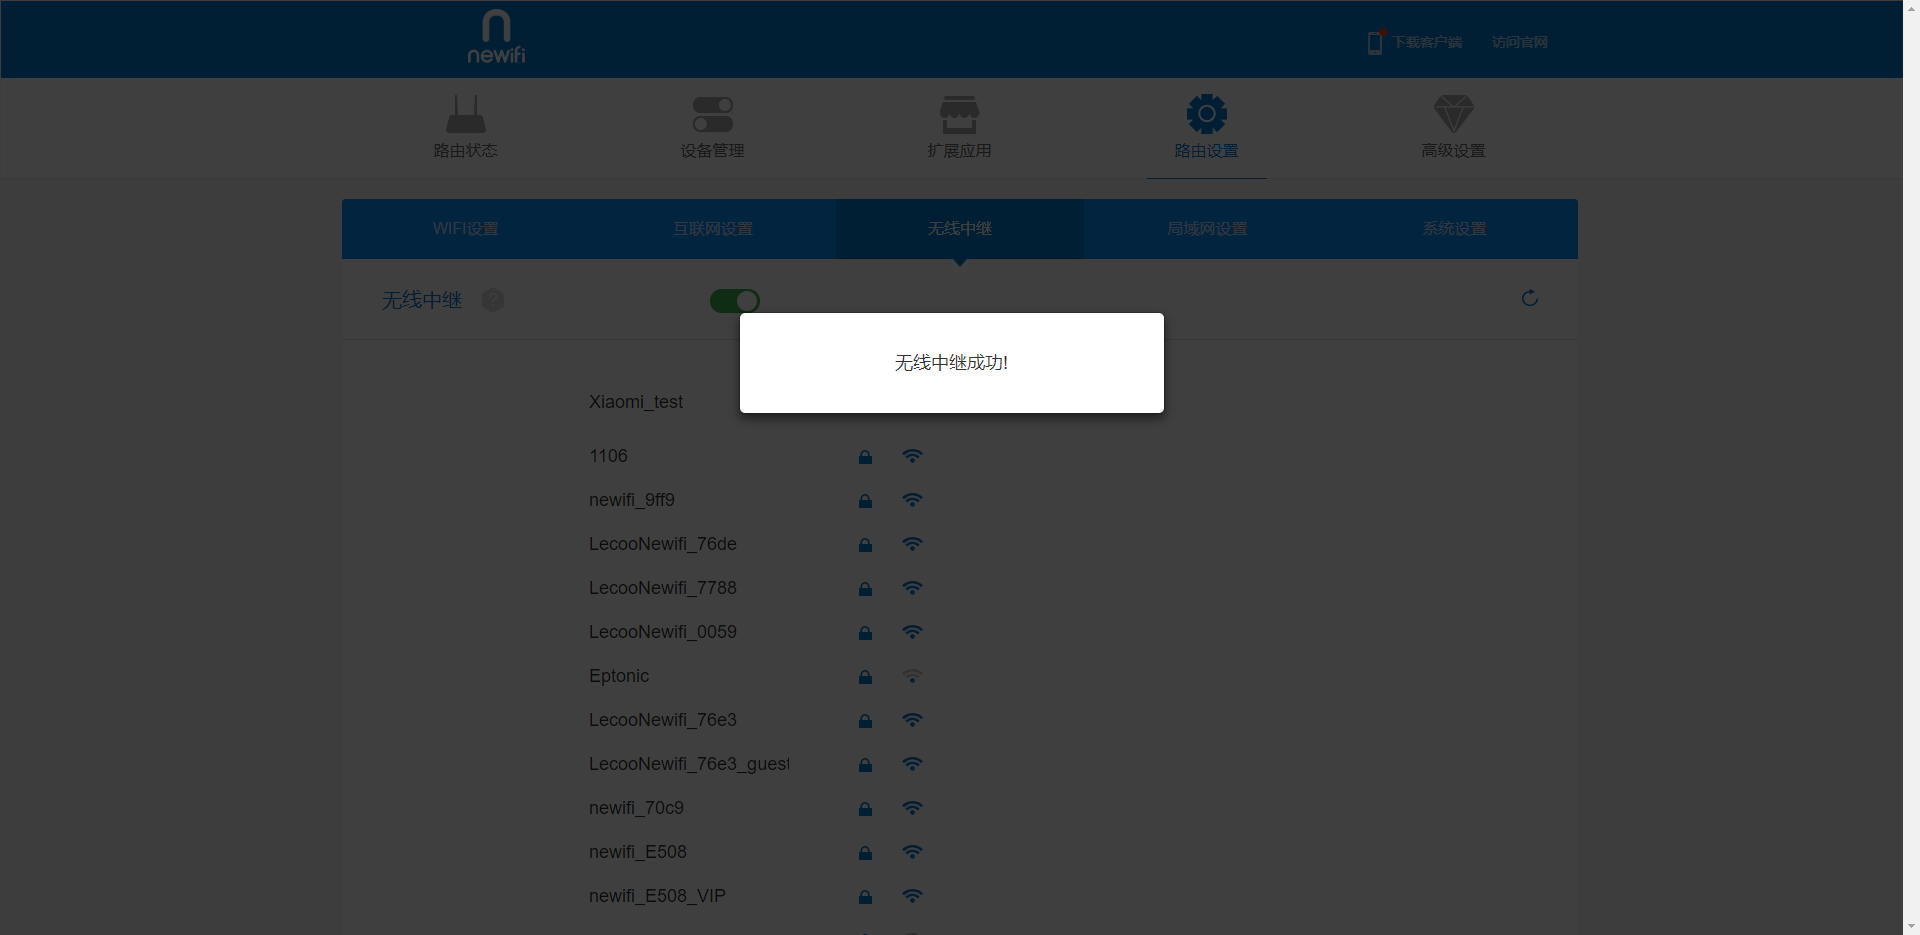 newifi
下载客户端
访问官网
路由状态
设备管理
扩展应用
路由设置
高级设置
WIFI设置
互联网设置
无线中继
局域网设置
系统设置
无线中继
?
无线中继成功!
Xiaomi_test
1106
newifi_9ff9
LecooNewifi_76de
LecooNewifi_7788
LecooNewifi_0059
Eptonic
LecooNewifi_76e3
LecooNewifi_76e3_guest
newifi_70c9
newifi_E508
newifi_E508_VIP